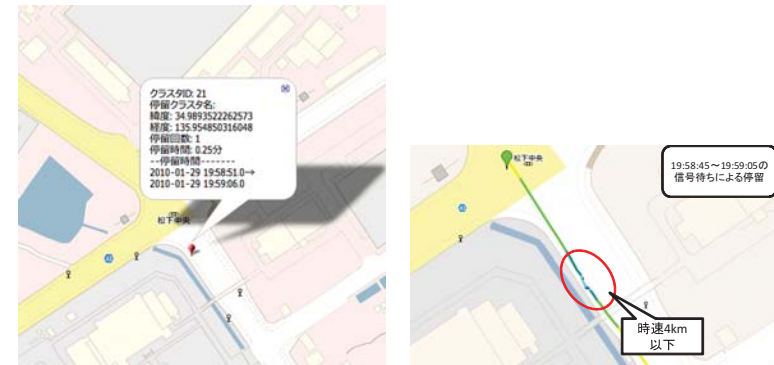 クラスタID: 21
停留クラスタ名:
緯度: 34.9893522262573
経度: 135.954850316048
停留回数: 1
停留時間: 0.25分
--停留時間-------
2010-01-29 19:58:51.0→
2010-01-29 19:59:06.0
松下中央
松下中央
19:58:45～19:59:05の
信号待ちによる停留
時速4km
以下